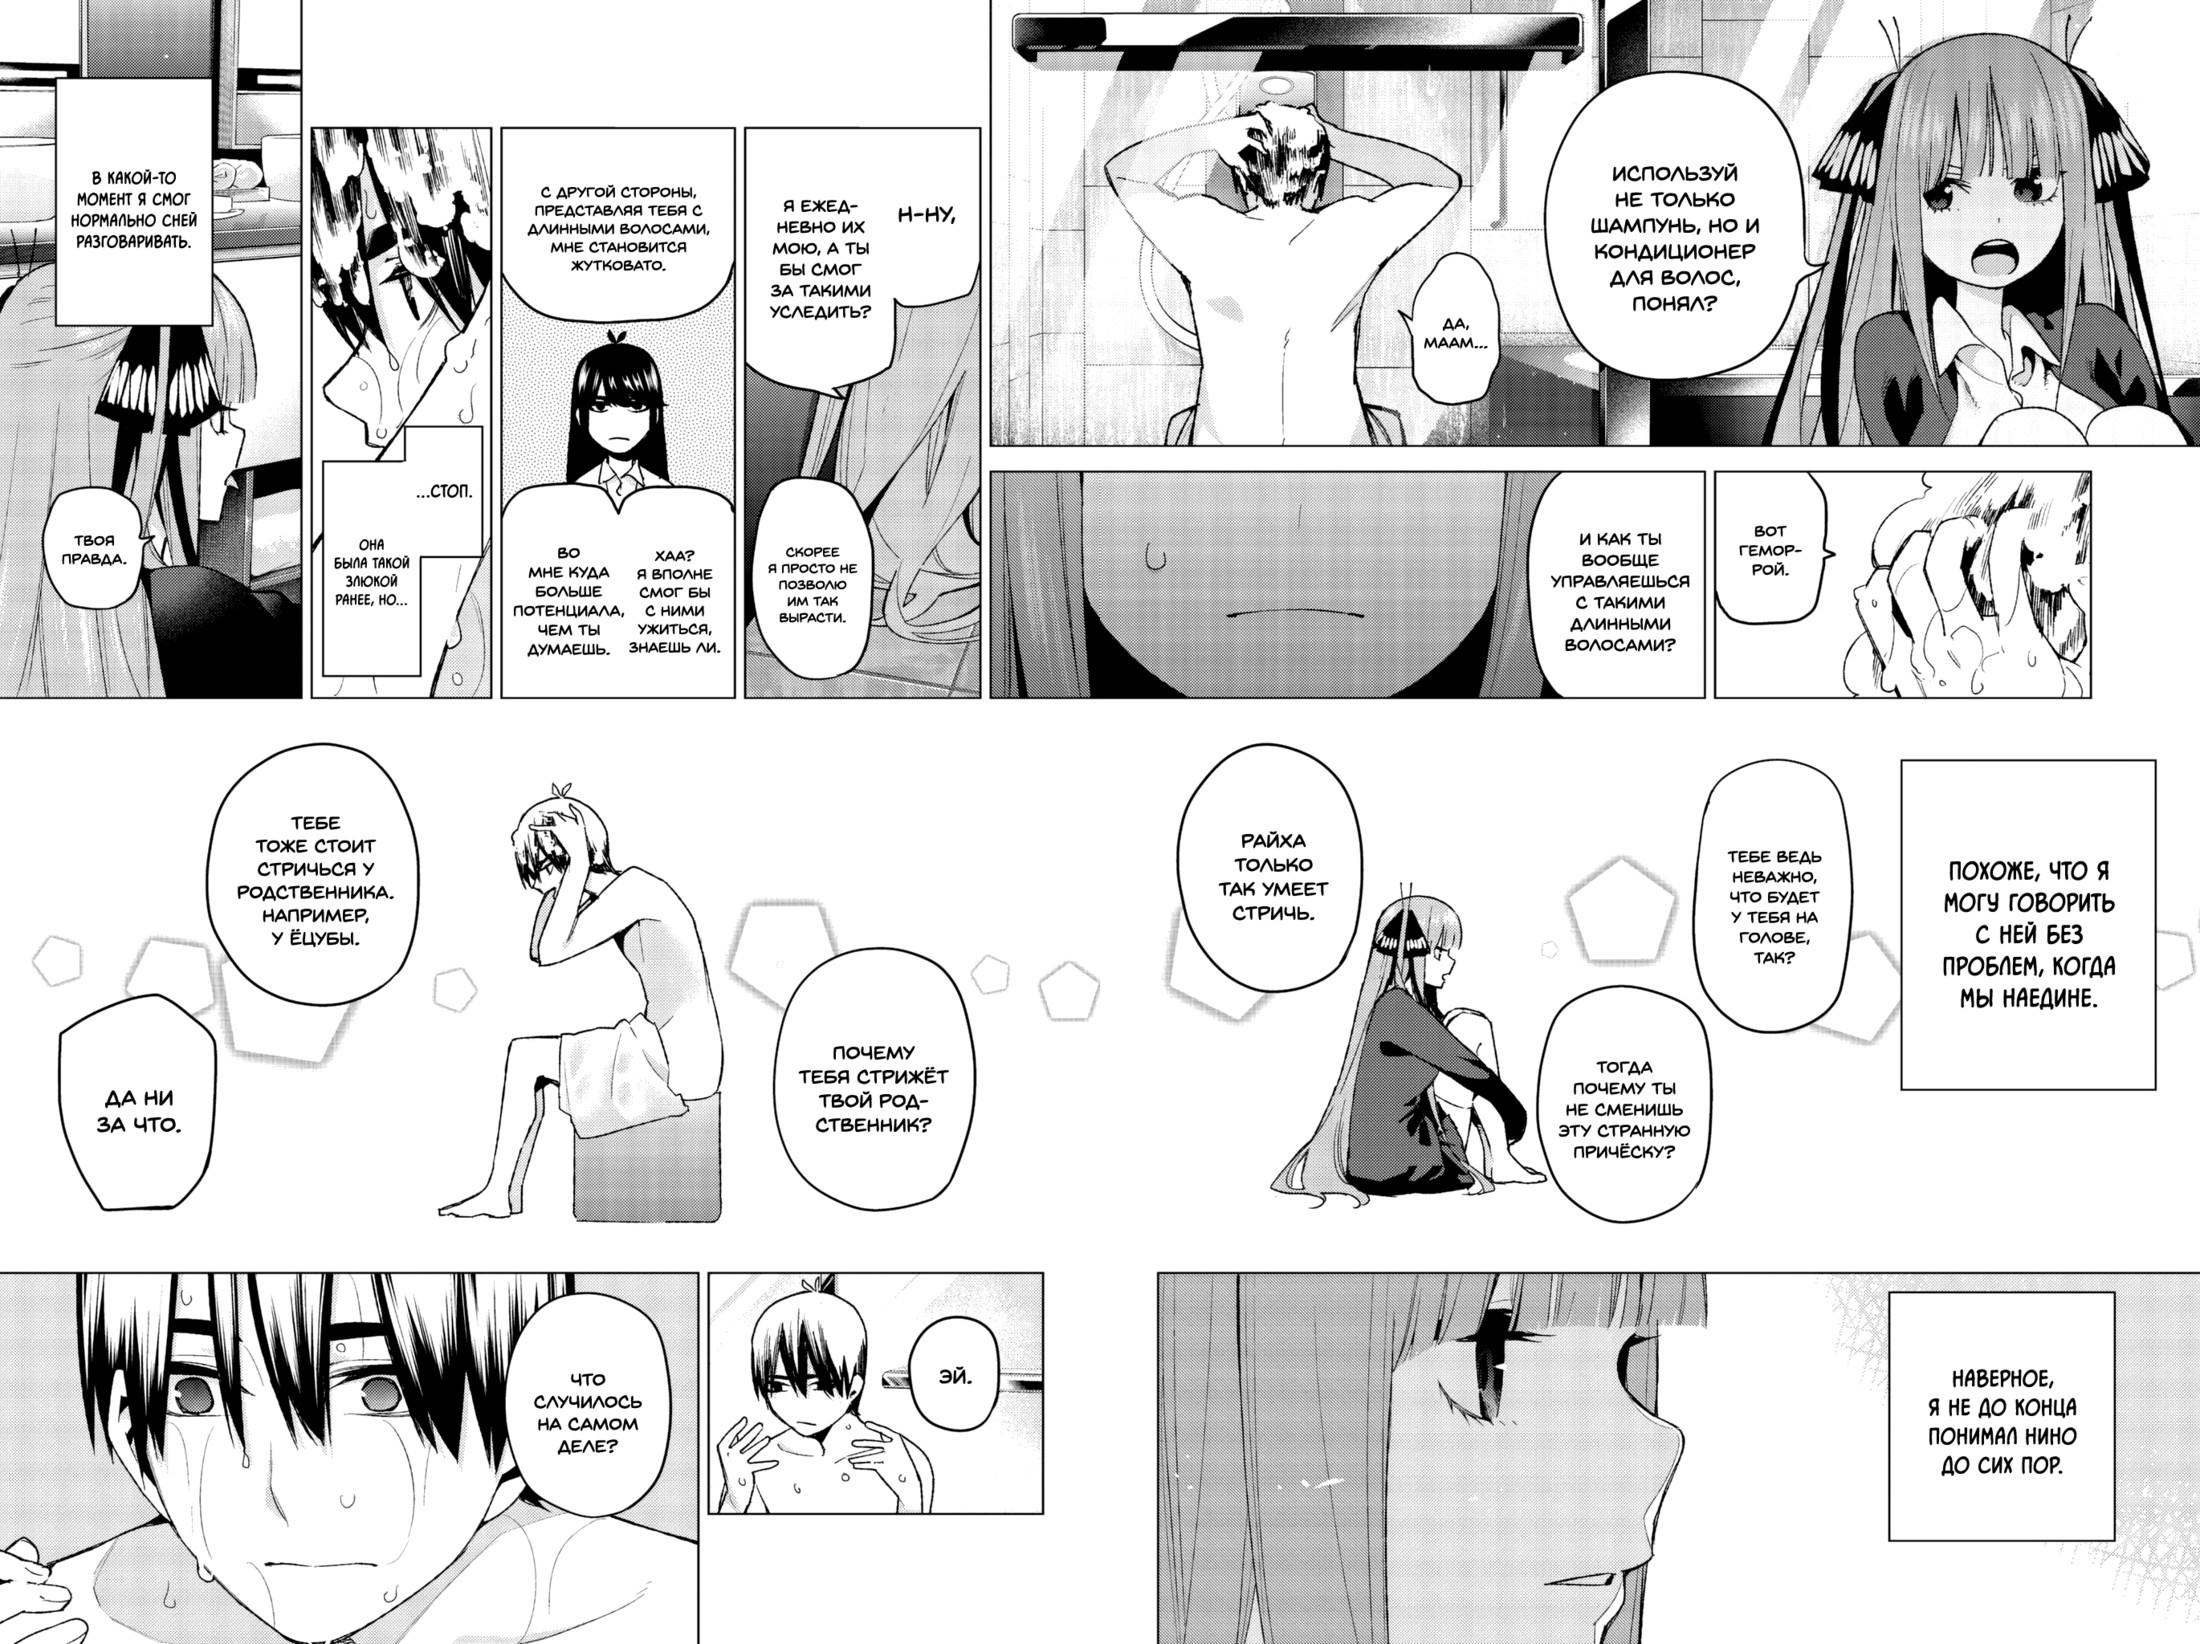 ИСПОЛЬЗУЙ
НЕ ТОЛЬКО
ШАМПУНЬ, НО И
КОНДИЦИОНЕР
ДЛЯ ВОЛОС,
ПОНЯЛ?
ДА,
МААМ...
ВОТ
ГЕМОР-
РОЙ.
И КАК ТЫ
ВООБЩЕ
УПРАВЛЯЕШЬСЯ
С ТАКИМИ
ДЛИННЫМИ
ВОЛОСАМИ?
Н-НУ,
Я ЕЖЕД-
НЕВНО ИХ
МОЮ, А ТЫ
БЫ СМОГ
ЗА ТАКИМИ
УСЛЕДИТЬ?
СКОРЕЕ
Я ПРОСТО НЕ
ПОЗВОЛЮ
ИМ ТАК
ВЫРАСТИ.
С ДРУГОЙ СТОРОНЫ,
ПРЕДСТАВЛЯЯ ТЕБЯ С
ДЛИННЫМИ ВОЛОСАМИ,
МНЕ СТАНОВИТСЯ
ЖУТКОВАТО.
ХАА?
Я ВПОЛНЕ
СМОГ БЫ
С НИМИ
УЖИТЬСЯ,
ЗНАЕШЬ ЛИ.
ВО
МНЕ КУДА
БОЛЬШЕ
ПОТЕНЦИАЛА,
ЧЕМ ТЫ
ДУМАЕШЬ.
...СТОП.
ОНА
БЫЛА ТАКОЙ
ЗЛЮКОЙ
РАНЕЕ, НО...
В КАКОЙ-ТО
МОМЕНТ Я СМОГ
НОРМАЛЬНО СНЕЙ
РАЗГОВАРИВАТЬ.
ТВОЯ
ПРАВДА.
ПОХОЖЕ, ЧТО Я
МОГУ ГОВОРИТЬ
С НЕЙ БЕЗ
ПРОБЛЕМ, КОГДА
МЫ НАЕДИНЕ.
ТЕБЕ ВЕДЬ
НЕВАЖНО,
ЧТО БУДЕТ
У ТЕБЯ НА
ГОЛОВЕ,
ТАК?
ТОГДА
ПОЧЕМУ ТЫ
НЕ СМЕНИШЬ
ЭТУ СТРАННУЮ
ПРИЧЁСКУ?
РАЙХА
ТОЛЬКО
ТАК УМЕЕТ
СТРИЧЬ.
ПОЧЕМУ
ТЕБЯ СТРИЖЁТ
ТВОЙ РОД-
СТВЕННИК?
ТЕБЕ
ТОЖЕ СТОИТ
СТРИЧЬСЯ У
РОДСТВЕННИКА.
НАПРИМЕР,
У ЁЦУБЫ.
ДА НИ
ЗА ЧТО.
НАВЕРНОЕ,
Я НЕ ДО КОНЦА
ПОНИМАЛ НИНО
ДО СИХ ПОР.
ЭЙ.
ЧТО
СЛУЧИЛОСЬ
НА САМОМ
ДЕЛЕ?